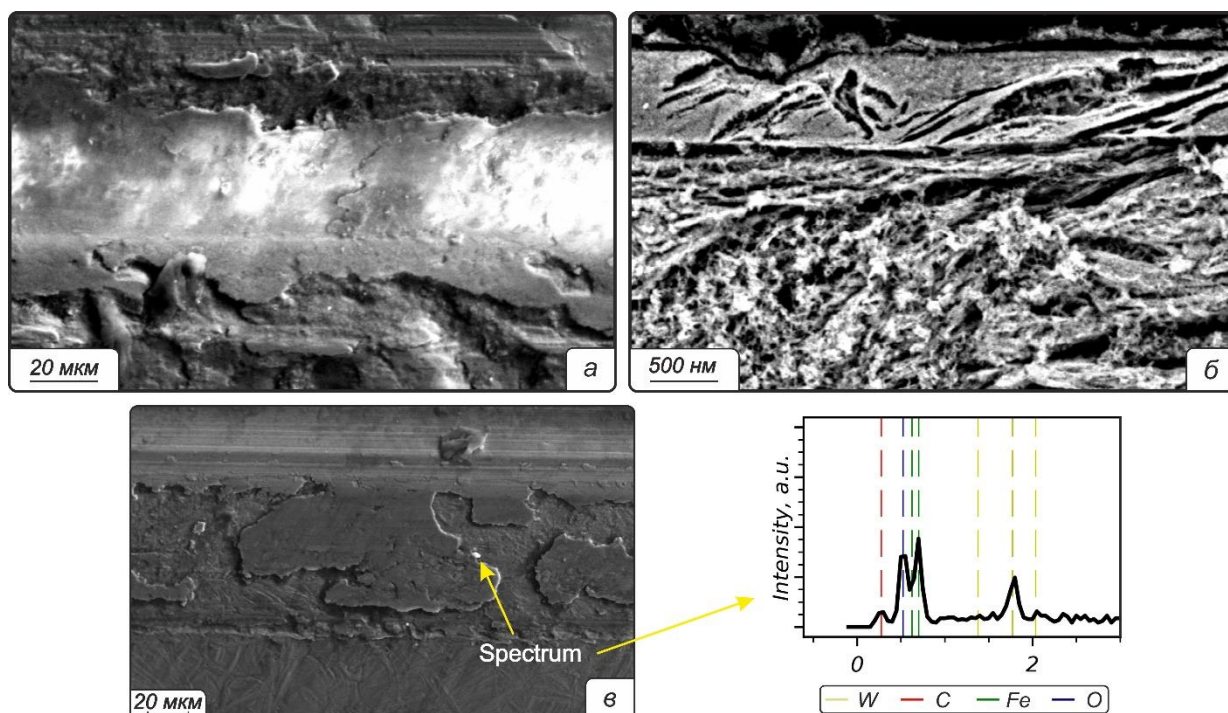 20 мкм
а
500 нм
б
20 мкм
в
Spectrum
Intensity, a.u.
0
2
W
C
Fe
O